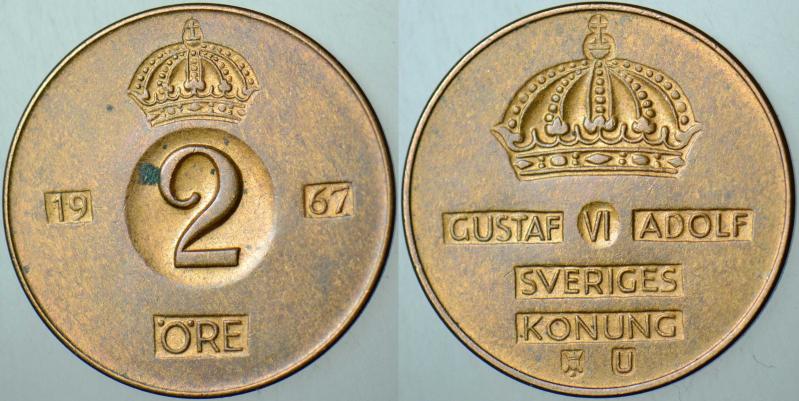 19 2 67
ÖRE
GUSTAF VI ADOLF
SVERIGES
KONUNG
U